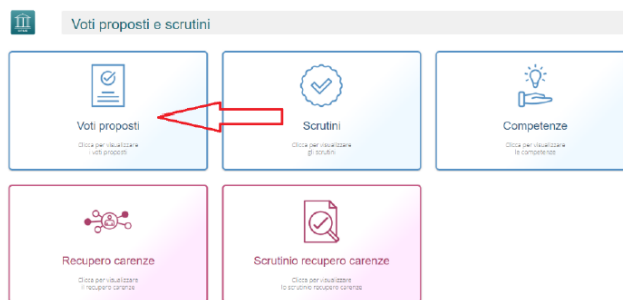 Voti proposti e scrutini
Voti proposti
Clicca per visualizzare
i voti proposti
Scrutini
Clicca per visualizzare
gli scrutini
Competenze
Clicca per visualizzare
le competenze
Recupero carenze
Clicca per visualizzare
il recupero carenze
Scrutinio recupero carenze
Clicca per visualizzare
lo scrutinio recupero carenze